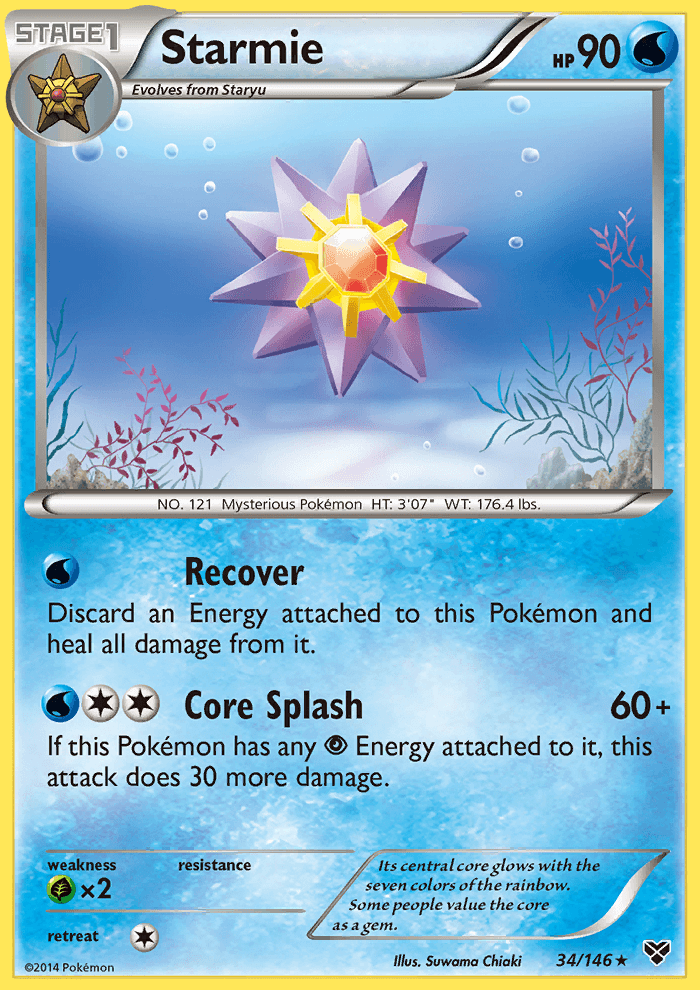 STAGE1
Starmie
HP 90
Evolves from Staryu
NO. 121 Mysterious Pokémon HT: 3'07" WT: 176.4 lbs.
Recover
Discard an Energy attached to this Pokémon and
heal all damage from it.
Core Splash 60+
If this Pokémon has any Energy attached to it, this
attack does 30 more damage.
weakness resistance
×2
retreat
Its central core glows with the
seven colors of the rainbow.
Some people value the core
as a gem.
©2014 Pokémon
Illus. Suwama Chiaki 34/146 ★